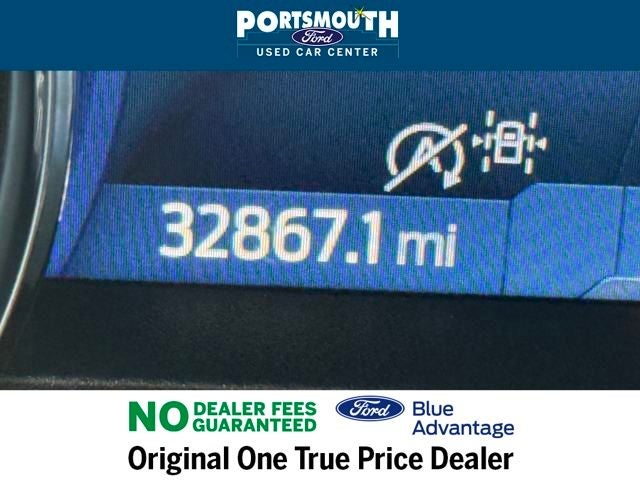 PORTSMOUTH
Ford
USED CAR CENTER
A
32867.1 mi
NO DEALER FEES
GUARANTEED
Ford
Blue
Advantage
Original One True Price Dealer